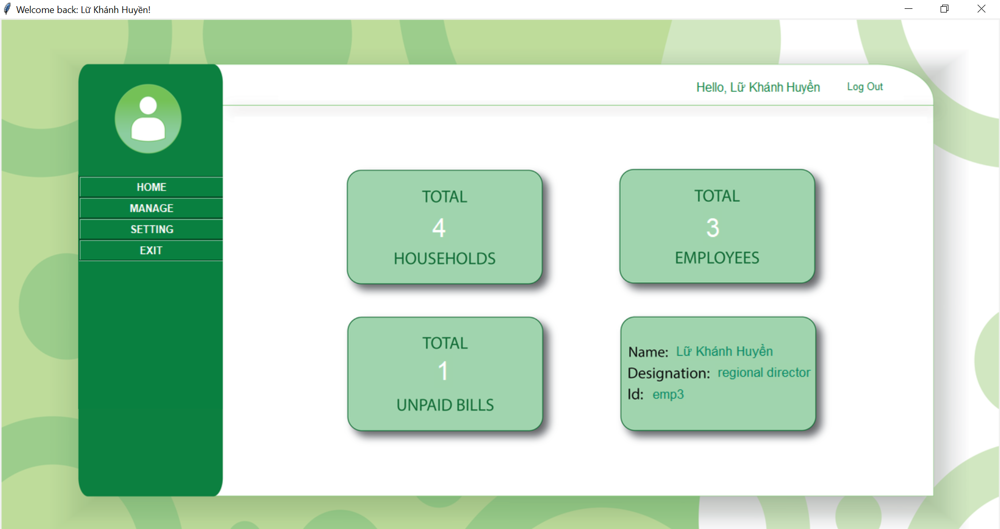 Welcome back: Lữ Khánh Huyền!
Hello, Lữ Khánh Huyền
Log Out
HOME
MANAGE
SETTING
EXIT
TOTAL
4
HOUSEHOLDS
TOTAL
3
EMPLOYEES
TOTAL
1
UNPAID BILLS
Name: Lữ Khánh Huyền
Designation: regional director
Id: emp3